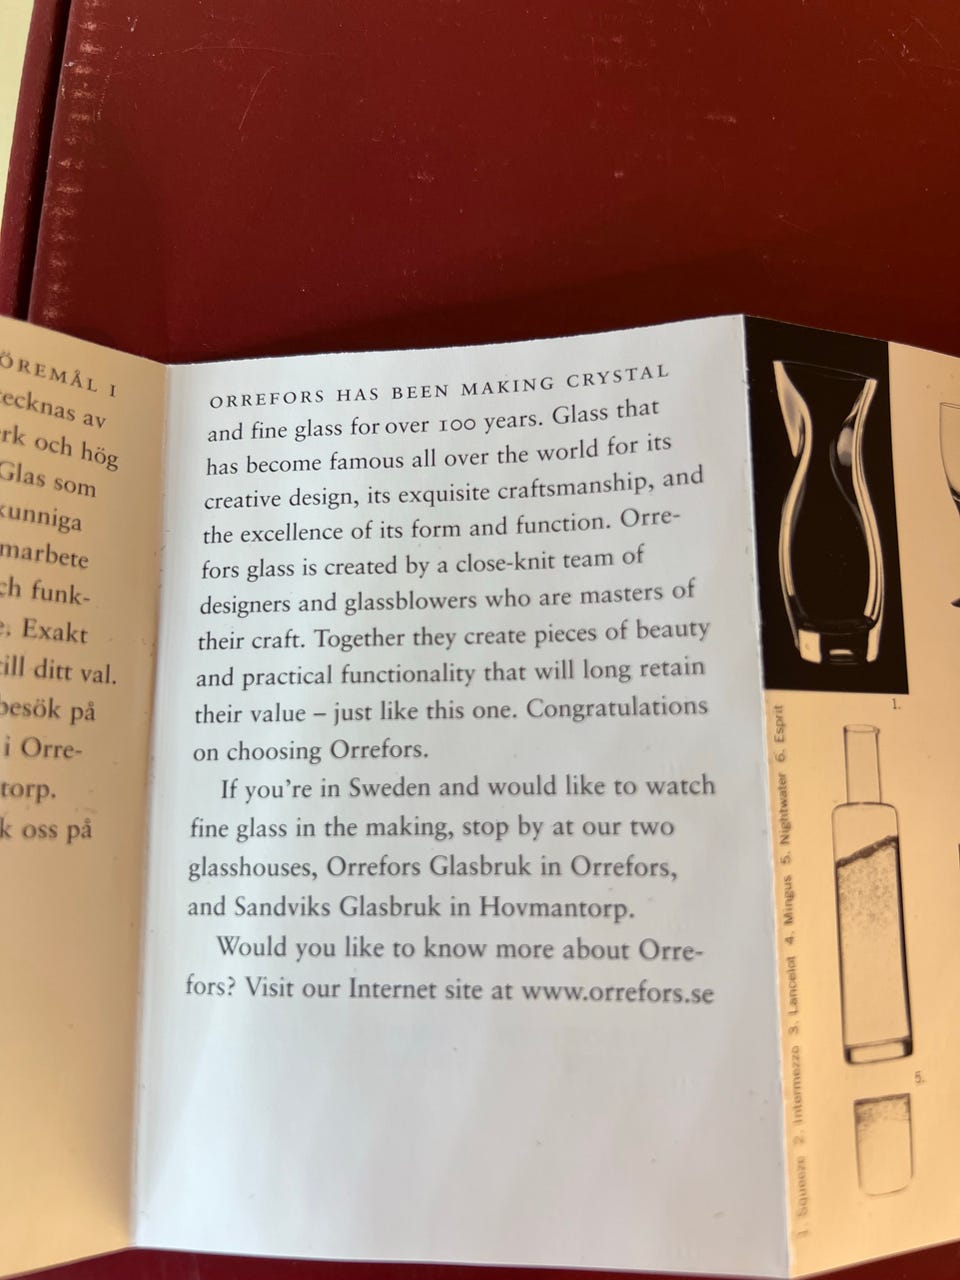 ÖREMÅL I
ecknas av
rk och hög
Glas som
kunniga
marbete
ch funk-
e. Exakt
till ditt val.
besök på
i Orre-
torp.
k oss på
ORREFORS HAS BEEN MAKING CRYSTAL
and fine glass for over 100 years. Glass that
has become famous all over the world for its
creative design, its exquisite craftsmanship, and
the excellence of its form and function. Orre-
fors glass is created by a close-knit team of
designers and glassblowers who are masters of
their craft. Together they create pieces of beauty
and practical functionality that will long retain
their value – just like this one. Congratulations
on choosing Orrefors.
If you're in Sweden and would like to watch
fine glass in the making, stop by at our two
glasshouses, Orrefors Glasbruk in Orrefors,
and Sandviks Glasbruk in Hovmantorp.
Would you like to know more about Orre-
fors? Visit our Internet site at www.orrefors.se
1. Squeeze 2. Intermezzo 3. Lancelot 4. Mingus 5. Nightwater 6. Esprit
1.
5.